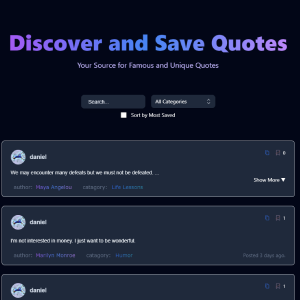 Discover and Save Quotes
Your Source for Famous and Unique Quotes
Search... All Categories
Sort by Most Saved
daniel 0
We may encounter many defeats but we must not be defeated....
Show More ▼
author: Maya Angelou category: Life Lessons
daniel 1
I'm not interested in money. I just want to be wonderful
author: Marilyn Monroe category: Humor Posted 2 days ago.
daniel 1